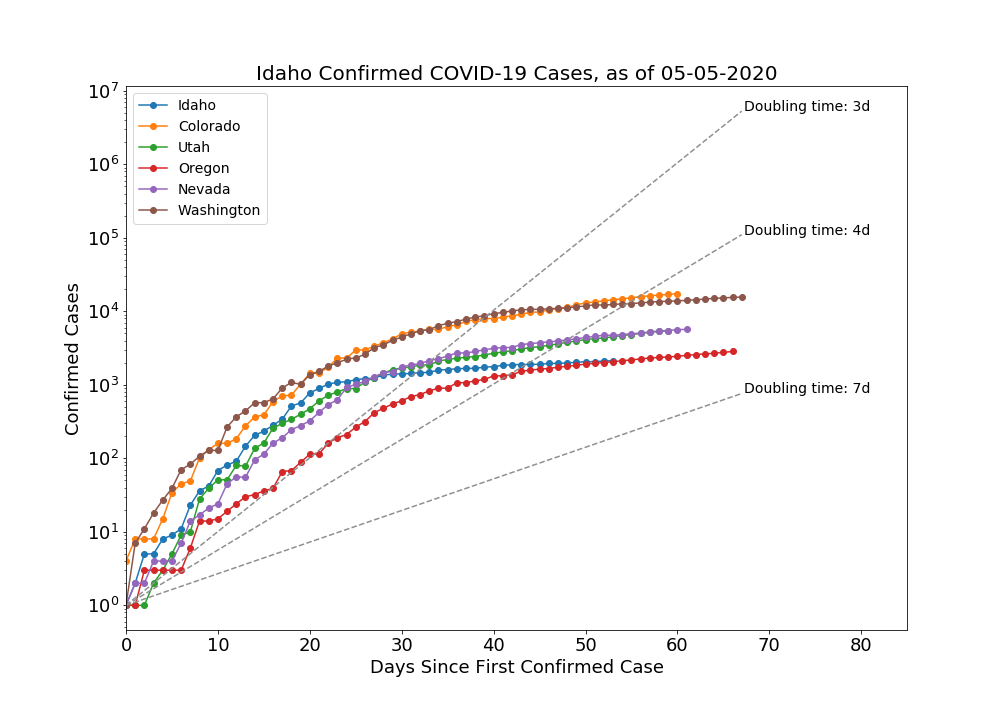 Idaho Confirmed COVID-19 Cases, as of 05-05-2020
Confirmed Cases
10^7
10^6
10^5
10^4
10^3
10^2
10^1
10^0
Idaho
Colorado
Utah
Oregon
Nevada
Washington
Doubling time: 3d
Doubling time: 4d
Doubling time: 7d
0 10 20 30 40 50 60 70 80
Days Since First Confirmed Case